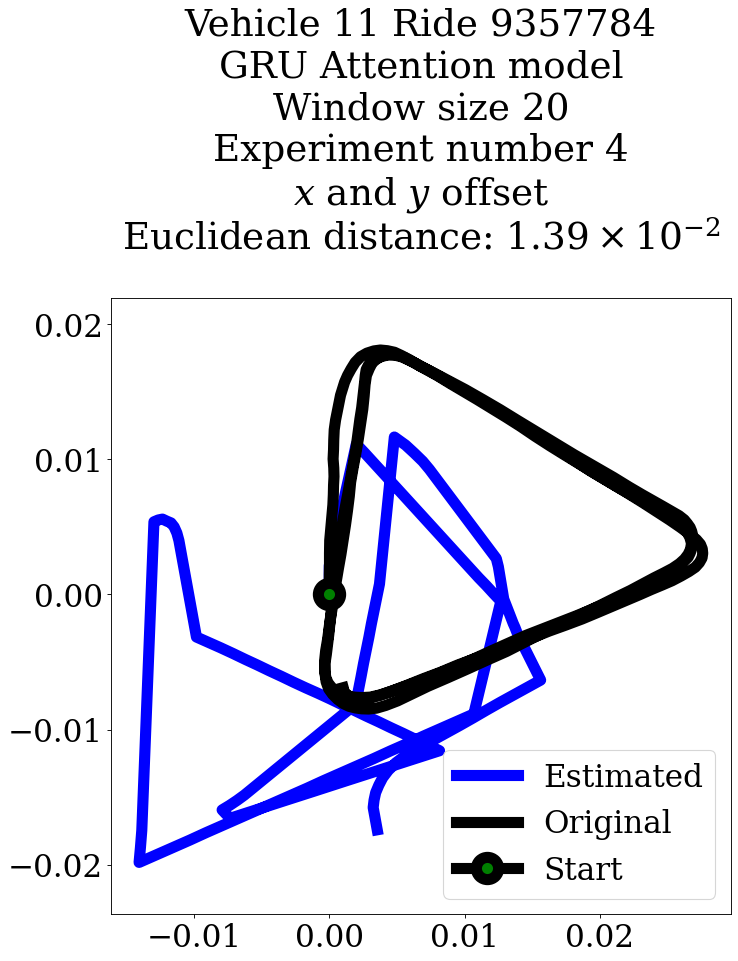 Vehicle 11 Ride 9357784
GRU Attention model
Window size 20
Experiment number 4
x and y offset
Euclidean distance: 1.39 × 10⁻²
0.02
0.01
0.00
−0.01
−0.02
Estimated
Original
Start
−0.01 0.00 0.01 0.02